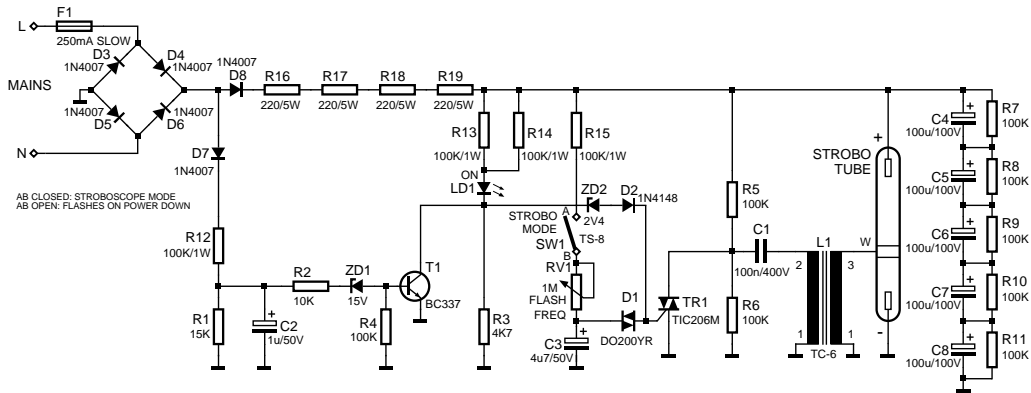 L
F1
250mA SLOW
D3
1N4007
D4
1N4007
1N4007
D8
R16
220/5W
R17
220/5W
R18
220/5W
R19
220/5W
MAINS
1N4007
D5
1N4007
D6
N
D7
1N4007
AB CLOSED: STROBOSCOPE MODE
AB OPEN: FLASHES ON POWER DOWN
R13
100K/1W
R14
100K/1W
R15
100K/1W
ON
LD1
ZD2
2V4
D2
1N4148
STROBO
MODE
A
SW1
B
TS-8
R12
100K/1W
R2
10K
ZD1
15V
T1
BC337
R1
15K
C2
+
1u/50V
R4
100K
R3
4K7
RV1
1M
FLASH
FREQ
D1
DO200YR
C3
+
4u7/50V
TR1
TIC206M
R5
100K
R6
100K
C1
100n/400V
L1
2
3
1
1
TC-6
STROBO
TUBE
+
W
-
C4
+
100u/100V
R7
100K
C5
+
100u/100V
R8
100K
C6
+
100u/100V
R9
100K
C7
+
100u/100V
R10
100K
C8
+
100u/100V
R11
100K